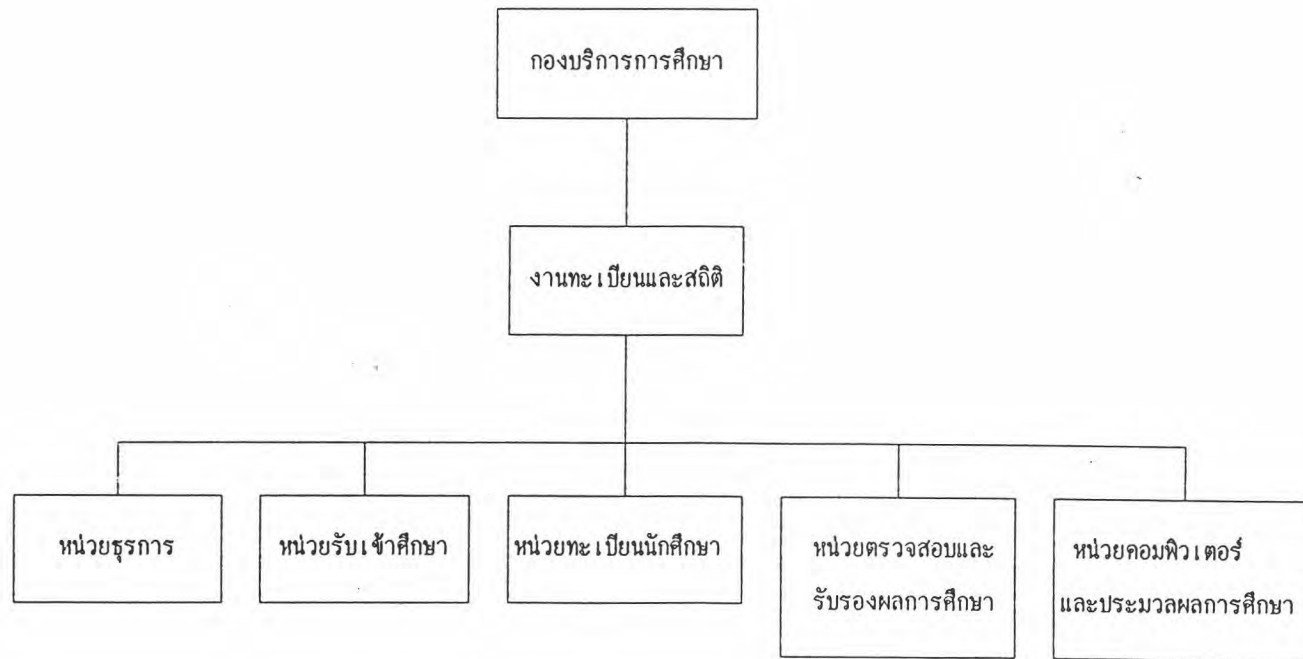 กองบริการการศึกษา
งานทะเบียนและสถิติ
หน่วยธุรการ
หน่วยรับเข้าศึกษา
หน่วยทะเบียนนักศึกษา
หน่วยตรวจสอบและ
รับรองผลการศึกษา
หน่วยคอมพิวเตอร์
และประมวลผลการศึกษา